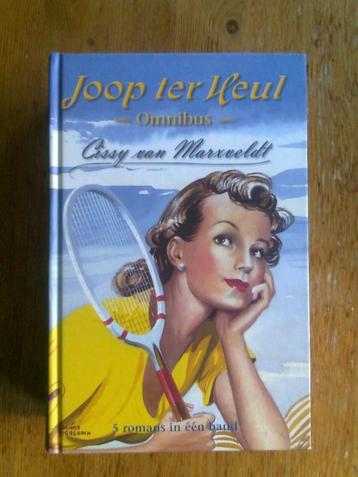 Joop ter Heul
Omnibus
Cissy van Marxveldt
5 romans in één band